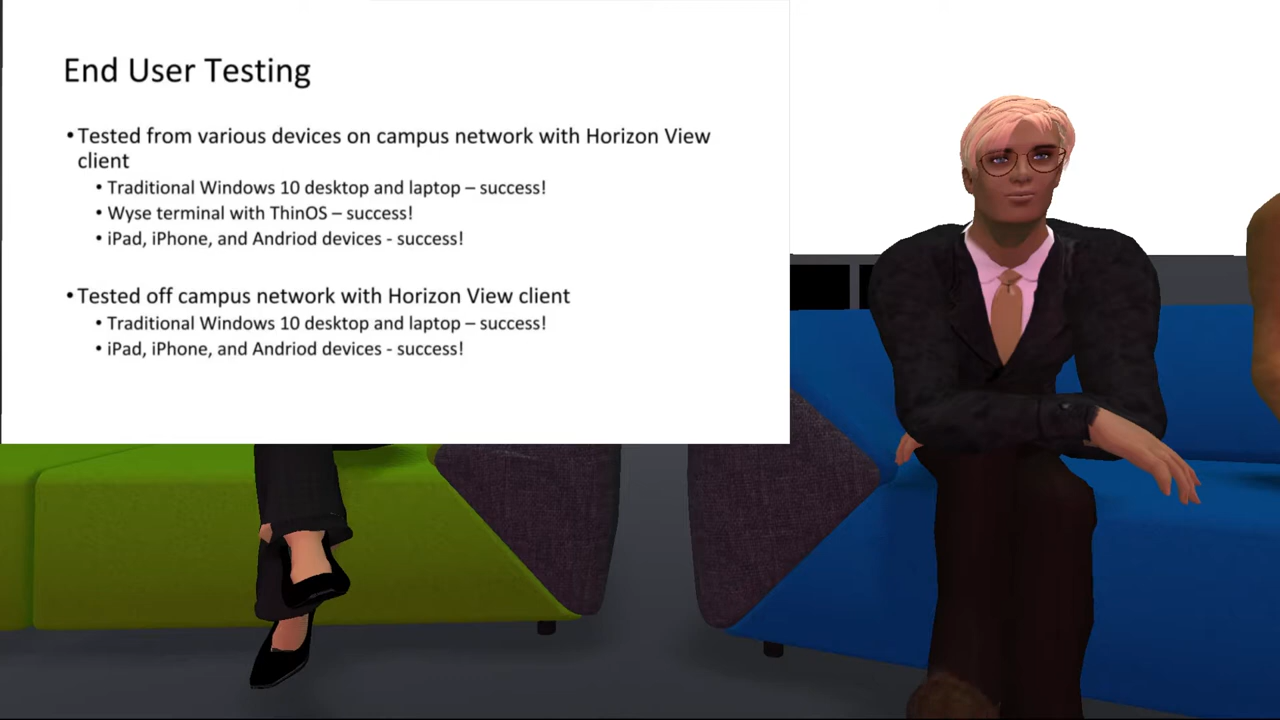 End User Testing
•Tested from various devices on campus network with Horizon View
client
• Traditional Windows 10 desktop and laptop – success!
• Wyse terminal with ThinOS – success!
• iPad, iPhone, and Andriod devices - success!
•Tested off campus network with Horizon View client
• Traditional Windows 10 desktop and laptop – success!
• iPad, iPhone, and Andriod devices - success!